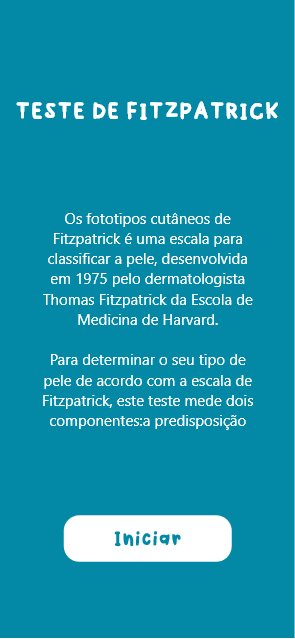 TESTE DE FITZPATRICK
Os fototipos cutâneos de
Fitzpatrick é uma escala para
classificar a pele, desenvolvida
em 1975 pelo dermatologista
Thomas Fitzpatrick da Escola de
Medicina de Harvard.
Para determinar o seu tipo de
pele de acordo com a escala de
Fitzpatrick, este teste mede dois
componentes:a predisposição
Iniciar